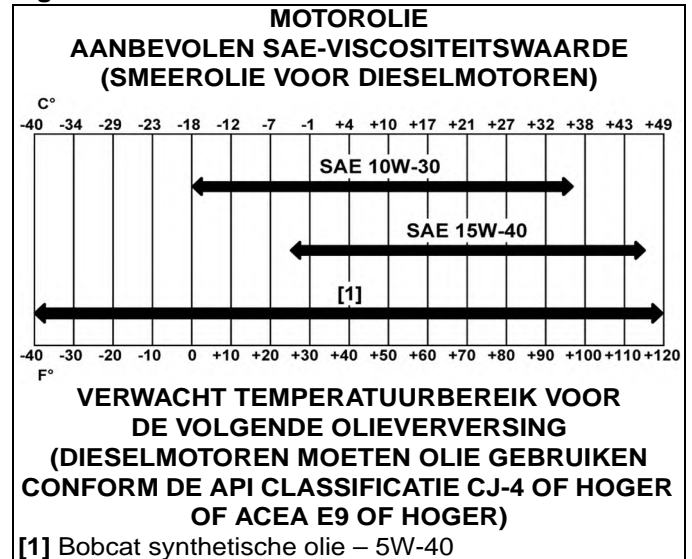 MOTOROLIE
AANBEVOLEN SAE-VISCOSITEITSWAARDE
(SMEEROLIE VOOR DIESELMOTOREN)
C°
-40 -34 -29 -23 -18 -12 -7 -1 +4 +10 +17 +21 +27 +32 +38 +43 +49
SAE 10W-30
SAE 15W-40
[1]
-40 -30 -20 -10 0 +10 +20 +30 +40 +50 +60 +70 +80 +90 +100 +110 +120
F°
VERWACHT TEMPERATUURBEREIK VOOR
DE VOLGENDE OLIEVERVERSING
(DIESELMOTOREN MOETEN OLIE GEBRUIKEN
CONFORM DE API CLASSIFICATIE CJ-4 OF HOGER
OF ACEA E9 OF HOGER)
[1] Bobcat synthetische olie – 5W-40